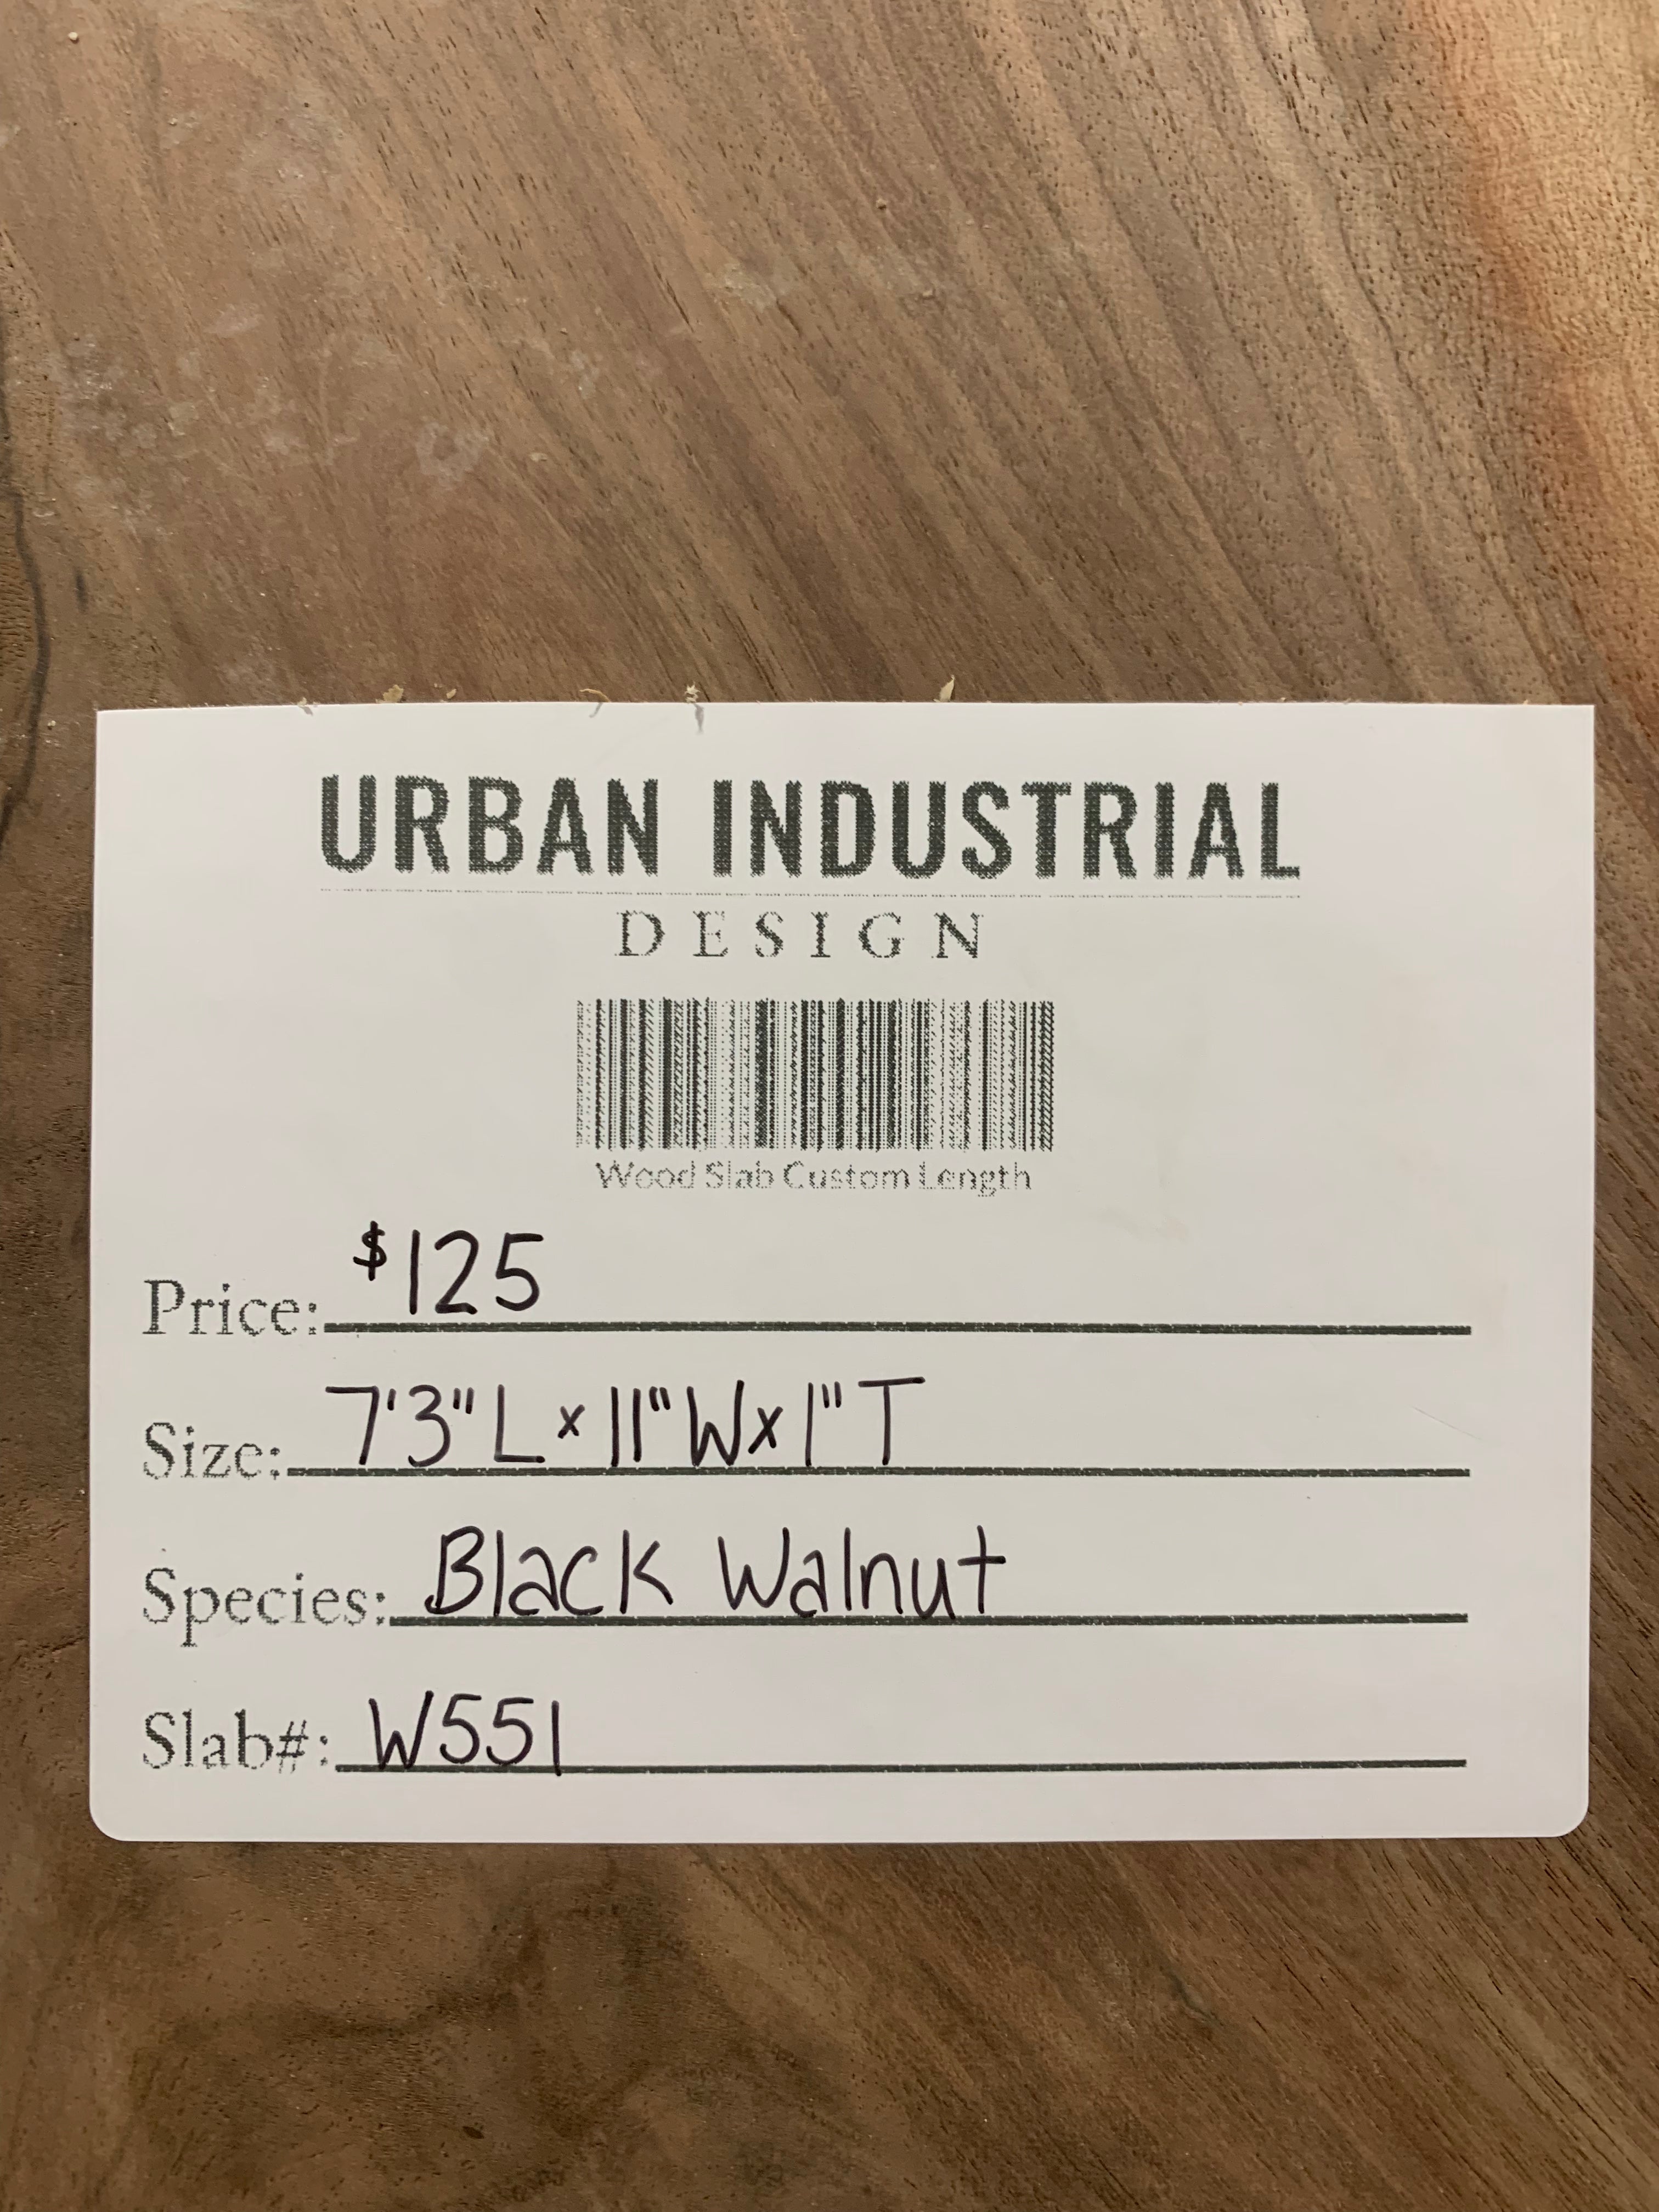 URBAN INDUSTRIAL
DESIGN
Wood Slab Custom Length
Price: $125
Size: 7'3" L x 11" W x 1" T
Species: Black Walnut
Slab#: W551